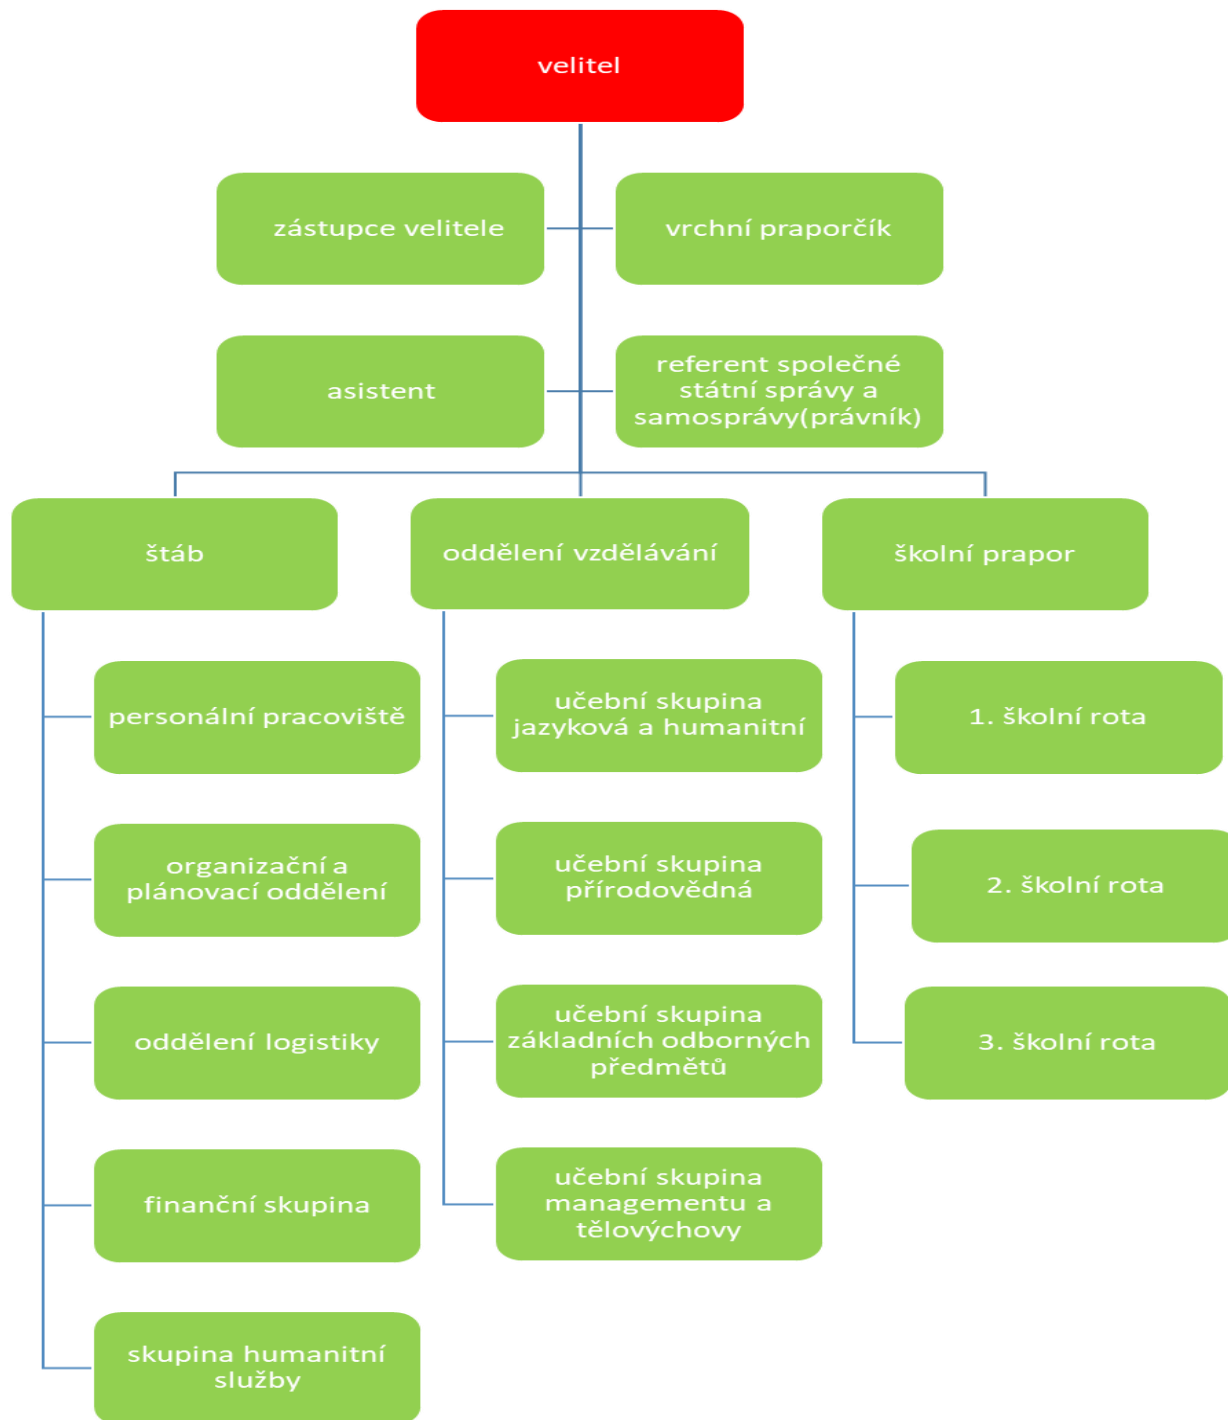 velitel
zástupce velitele
vrchní praporčík
asistent
referent společné
státní správy a
samosprávy(právník)
štáb
oddělení vzdělávání
školní prapor
personální pracoviště
organizační a
plánovací oddělení
oddělení logistiky
finanční skupina
skupina humanitní
služby
učební skupina
jazyková a humanitní
učební skupina
přírodovědná
učební skupina
základních odborných
předmětů
učební skupina
managementu a
tělovýchovy
1. školní rota
2. školní rota
3. školní rota